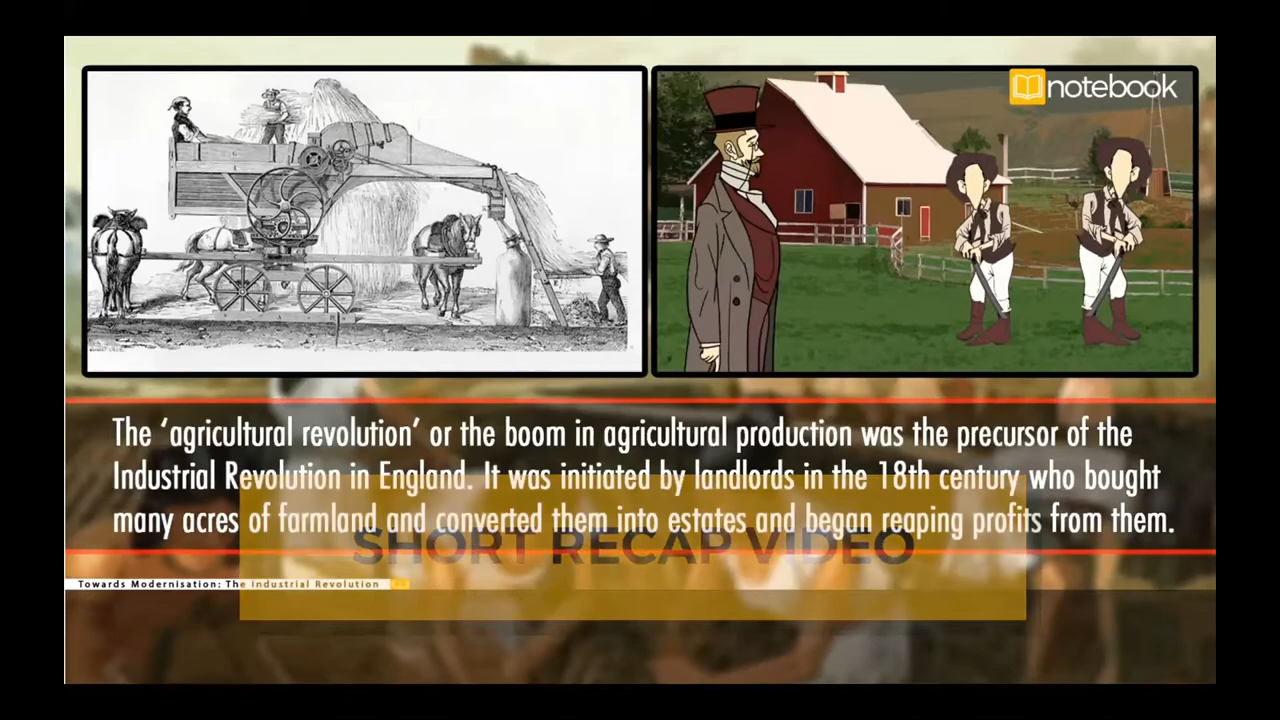 notebook
The ‘agricultural revolution’ or the boom in agricultural production was the precursor of the
Industrial Revolution in England. It was initiated by landlords in the 18th century who bought
many acres of farmland and converted them into estates and began reaping profits from them.
SHORT RECAP VIDEO
Towards Modernisation: The Industrial Revolution